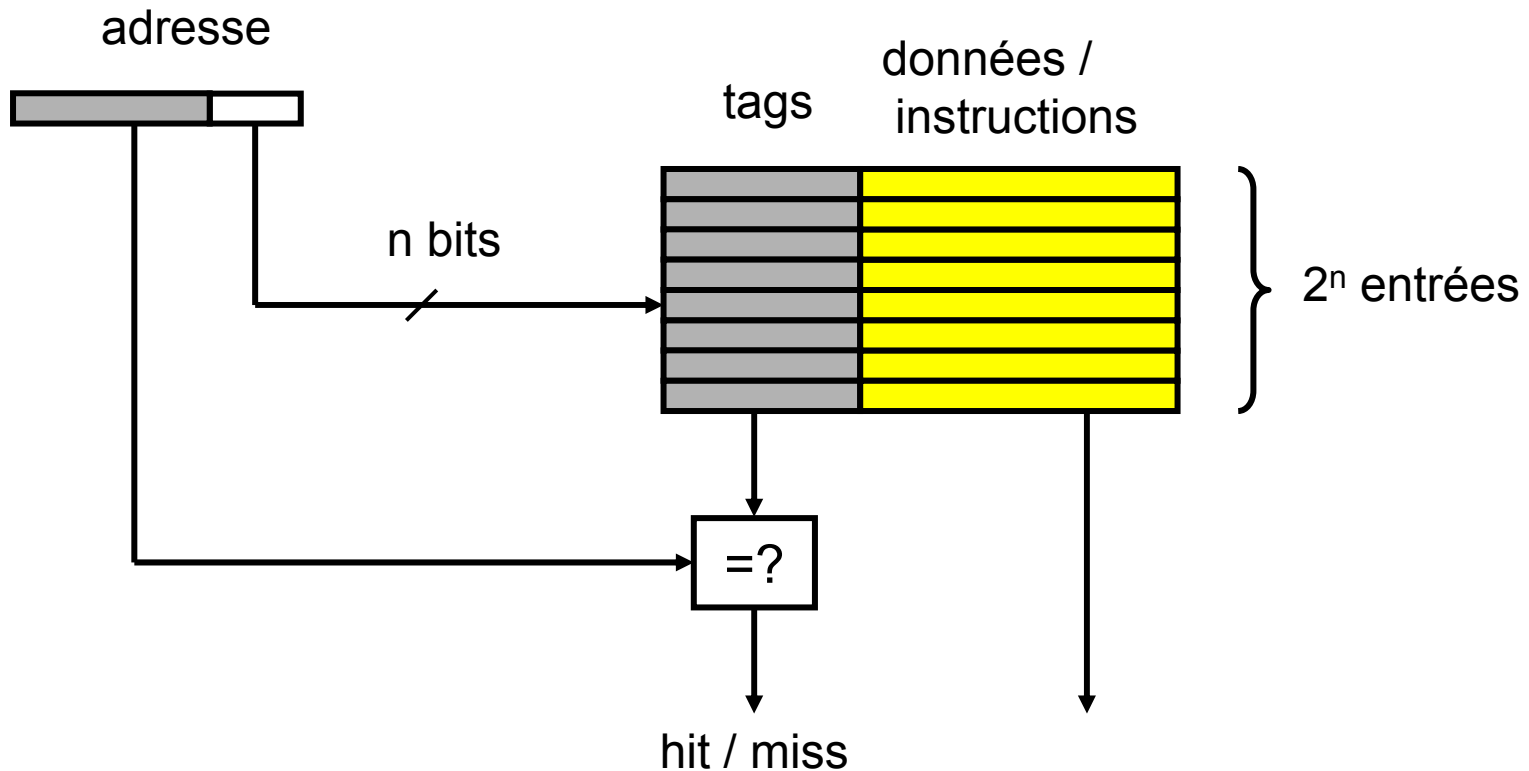 adresse
données /
instructions
tags
n bits
2ⁿ entrées
=?
hit / miss